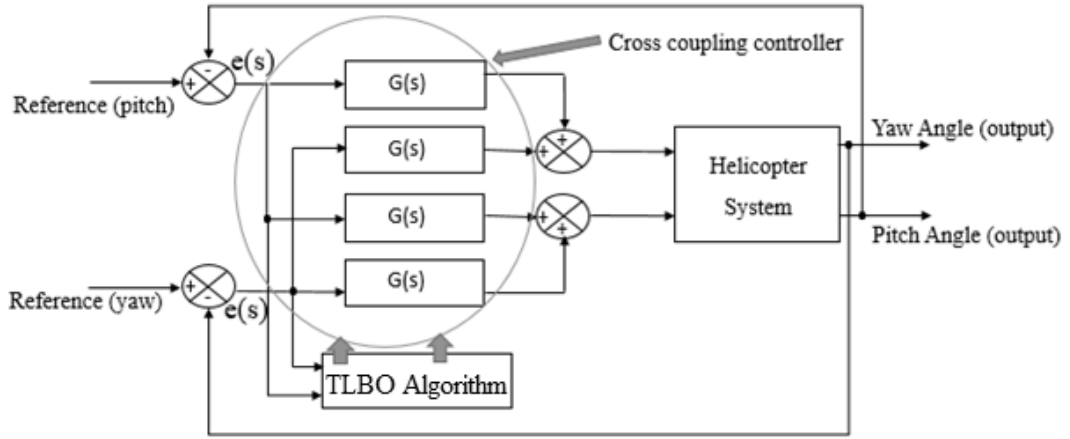 Cross coupling controller
-
e(s)
+
G(s)
Reference (pitch)
+
Yaw Angle (output)
G(s)
+
Helicopter
System
G(s)
+
+
Pitch Angle (output)
G(s)
+
Reference (yaw)
-
e(s)
TLBO Algorithm